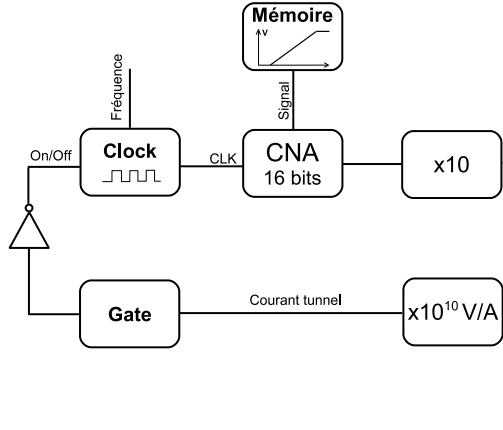 Mémoire
V
Fréquence
Signal
On/Off
Clock
CLK
CNA
16 bits
x10
Gate
Courant tunnel
x10¹⁰ V/A